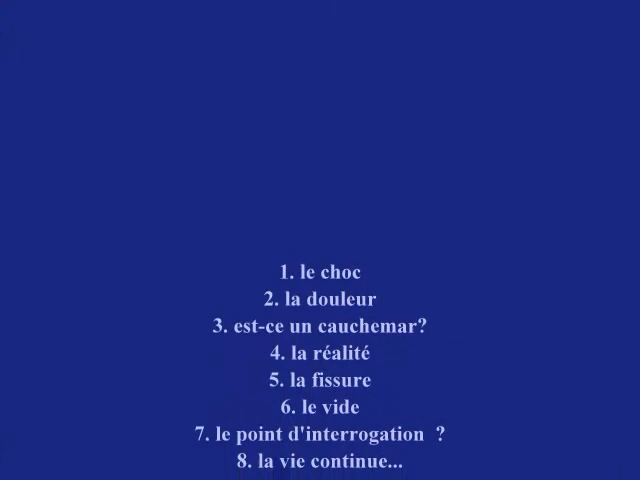 1. le choc
2. la douleur
3. est-ce un cauchemar?
4. la réalité
5. la fissure
6. le vide
7. le point d'interrogation  ?
8. la vie continue...